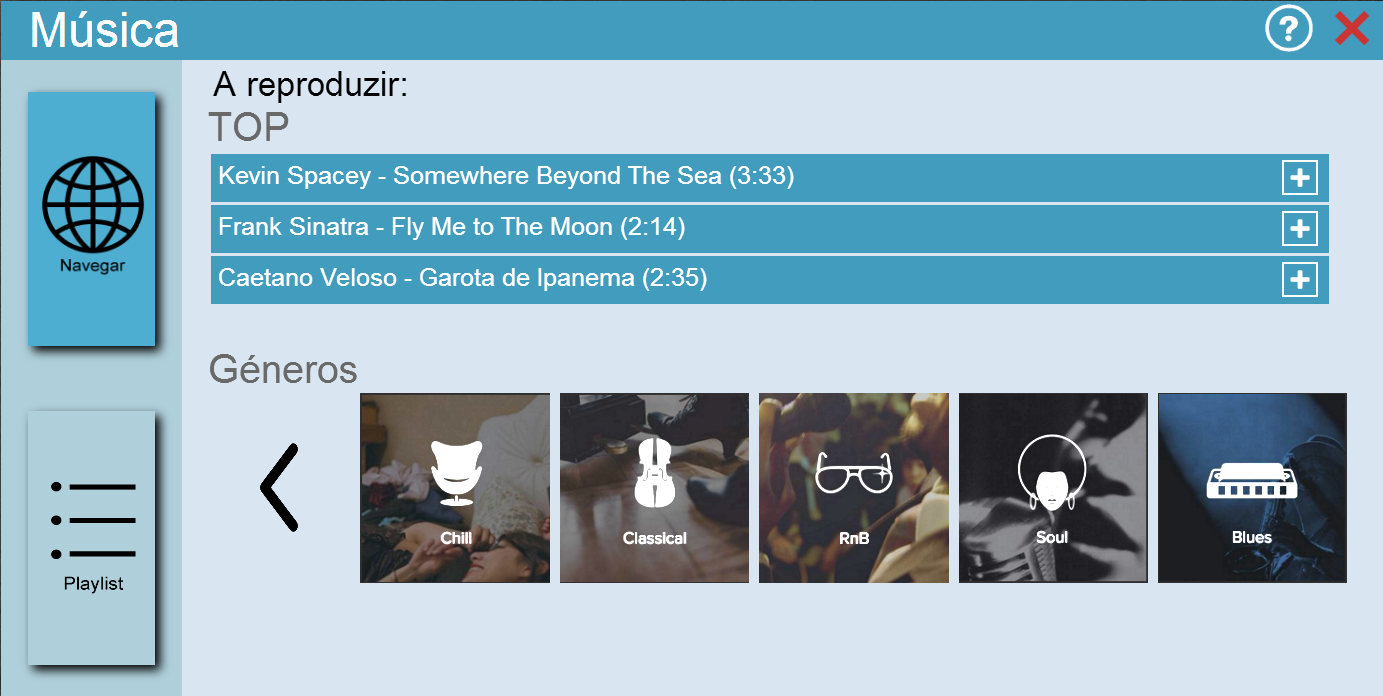 Música
?
Navegar
Playlist
A reproduzir:
TOP
Kevin Spacey - Somewhere Beyond The Sea (3:33)
Frank Sinatra - Fly Me to The Moon (2:14)
Caetano Veloso - Garota de Ipanema (2:35)
Géneros
Chill
Classical
RnB
Soul
Blues